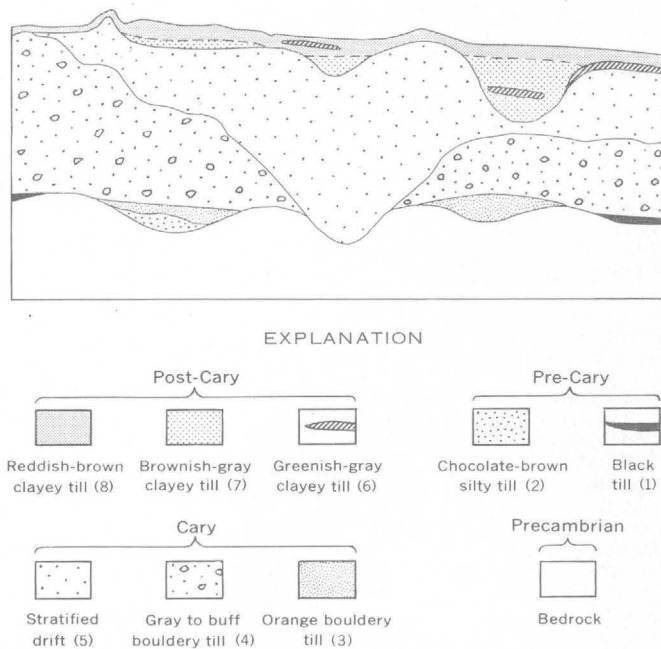 EXPLANATION
Post-Cary
Pre-Cary
Reddish-brown
clayey till (8)
Brownish-gray
clayey till (7)
Greenish-gray
clayey till (6)
Chocolate-brown
silty till (2)
Black
till (1)
Cary
Precambrian
Stratified
drift (5)
Gray to buff
bouldery till (4)
Orange bouldery
till (3)
Bedrock